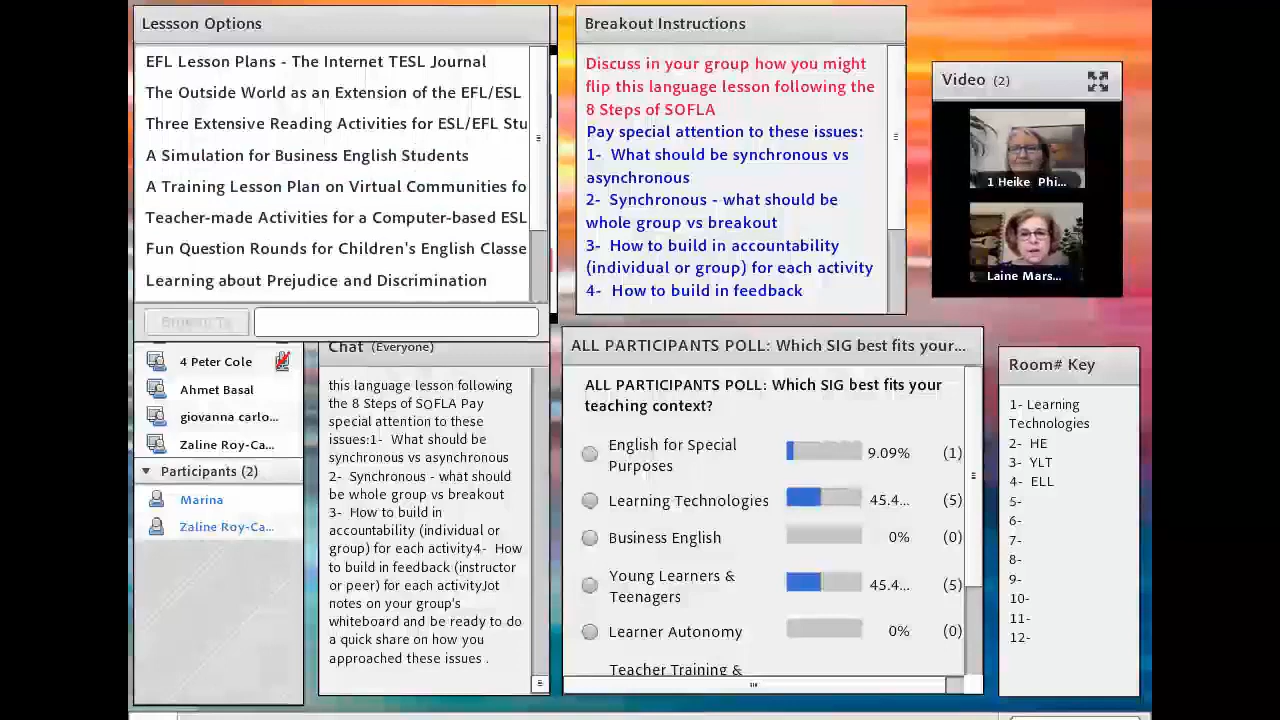 Lessson Options
EFL Lesson Plans - The Internet TESL Journal
The Outside World as an Extension of the EFL/ESL
Three Extensive Reading Activities for ESL/EFL Stu
A Simulation for Business English Students
A Training Lesson Plan on Virtual Communities fo
Teacher-made Activities for a Computer-based ESL
Fun Question Rounds for Children's English Classe
Learning about Prejudice and Discrimination
Browse To
4 Peter Cole
Ahmet Basal
giovanna carlo...
Zaline Roy-Ca...
Participants (2)
Marina
Zaline Roy-Ca...
Chat (Everyone)
this language lesson following
the 8 Steps of SOFLA Pay
special attention to these
issues:1- What should be
synchronous vs asynchronous
2- Synchronous - what should
be whole group vs breakout
3- How to build in
accountability (individual or
group) for each activity4- How
to build in feedback (instructor
or peer) for each activityJot
notes on your group's
whiteboard and be ready to do
a quick share on how you
approached these issues .
Breakout Instructions
Discuss in your group how you might
flip this language lesson following the
8 Steps of SOFLA
Pay special attention to these issues:
1- What should be synchronous vs
asynchronous
2- Synchronous - what should be
whole group vs breakout
3- How to build in accountability
(individual or group) for each activity
4- How to build in feedback
ALL PARTICIPANTS POLL: Which SIG best fits your...
ALL PARTICIPANTS POLL: Which SIG best fits your
teaching context?
English for Special
Purposes 9.09% (1)
Learning Technologies 45.4... (5)
Business English 0% (0)
Young Learners &
Teenagers 45.4... (5)
Learner Autonomy 0% (0)
Teacher Training &
Video (2)
1 Heike Phi...
Laine Mars...
Room# Key
1- Learning
Technologies
2- HE
3- YLT
4- ELL
5-
6-
7-
8-
9-
10-
11-
12-